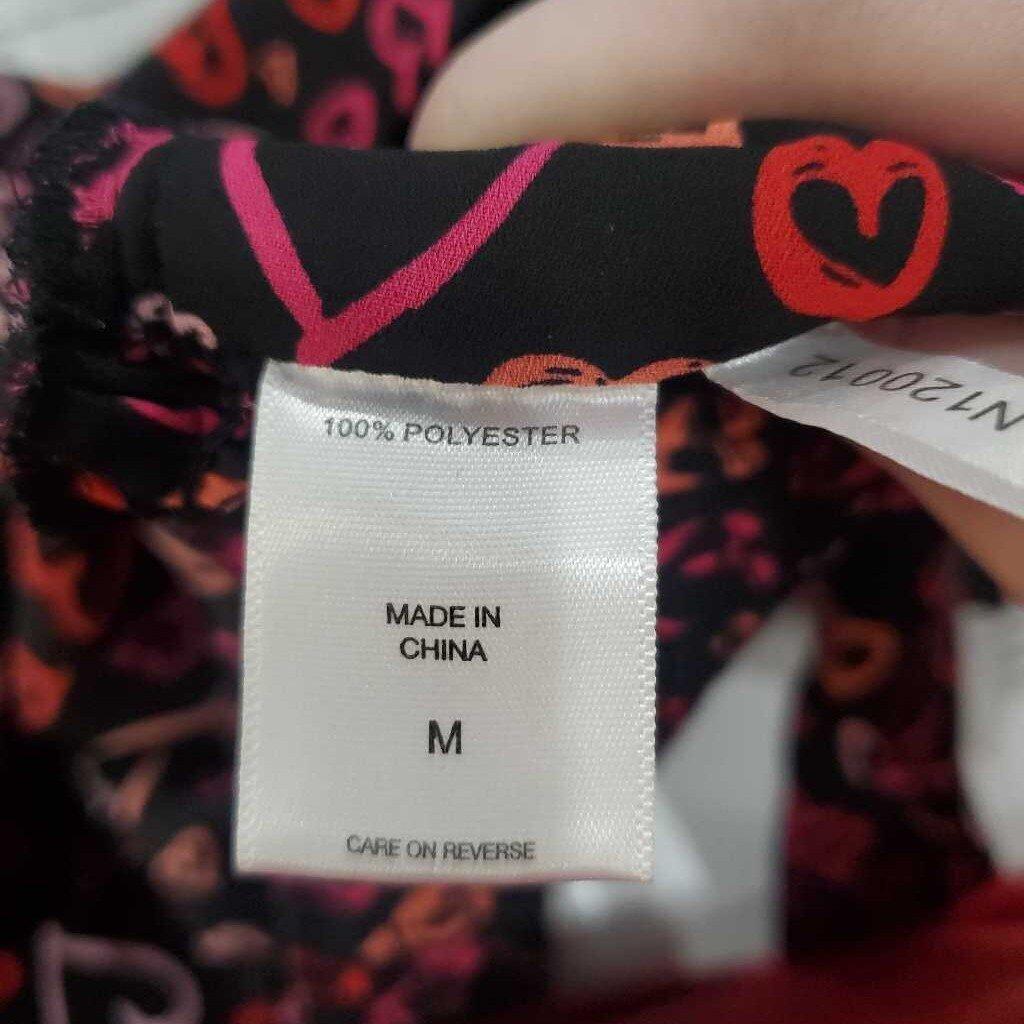 100% POLYESTER
MADE IN
CHINA
M
CARE ON REVERSE
N120012